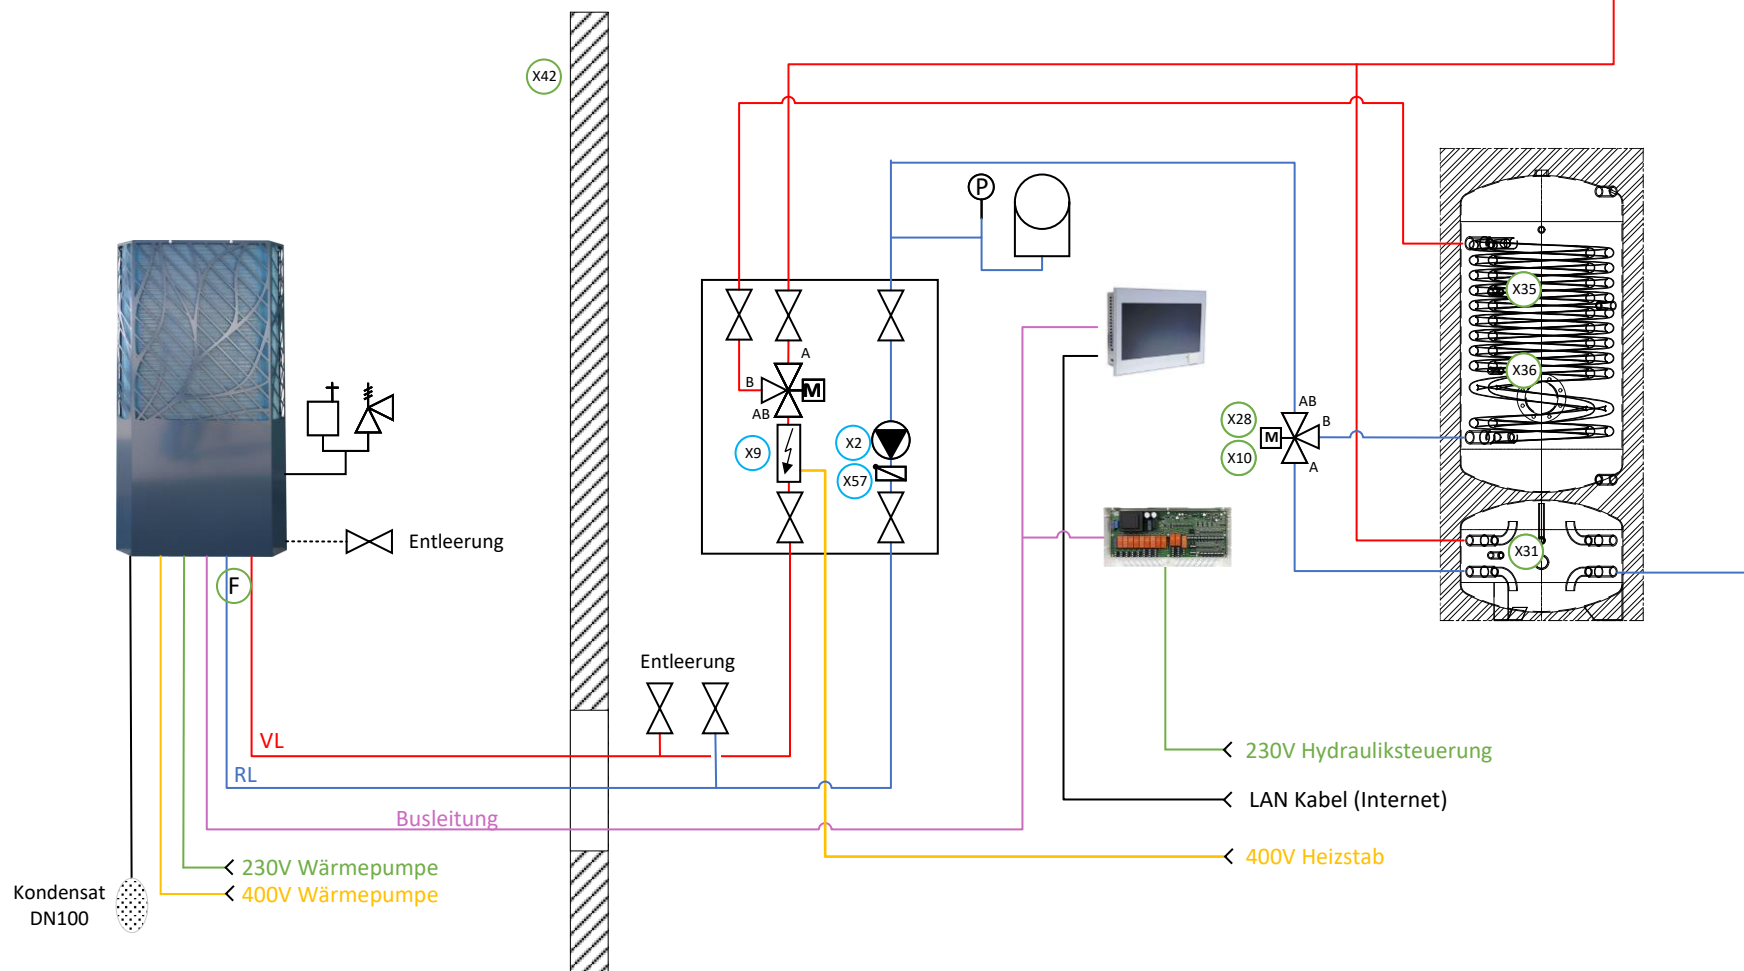 X42
P
X35
X36
A
B
M
AB
AB
X28
B
M
X2
X9
X10
A
X57
Entleerung
X31
F
Entleerung
VL
RL
230V Hydrauliksteuerung
LAN Kabel (Internet)
Busleitung
400V Heizstab
230V Wärmepumpe
400V Wärmepumpe
Kondensat
DN100